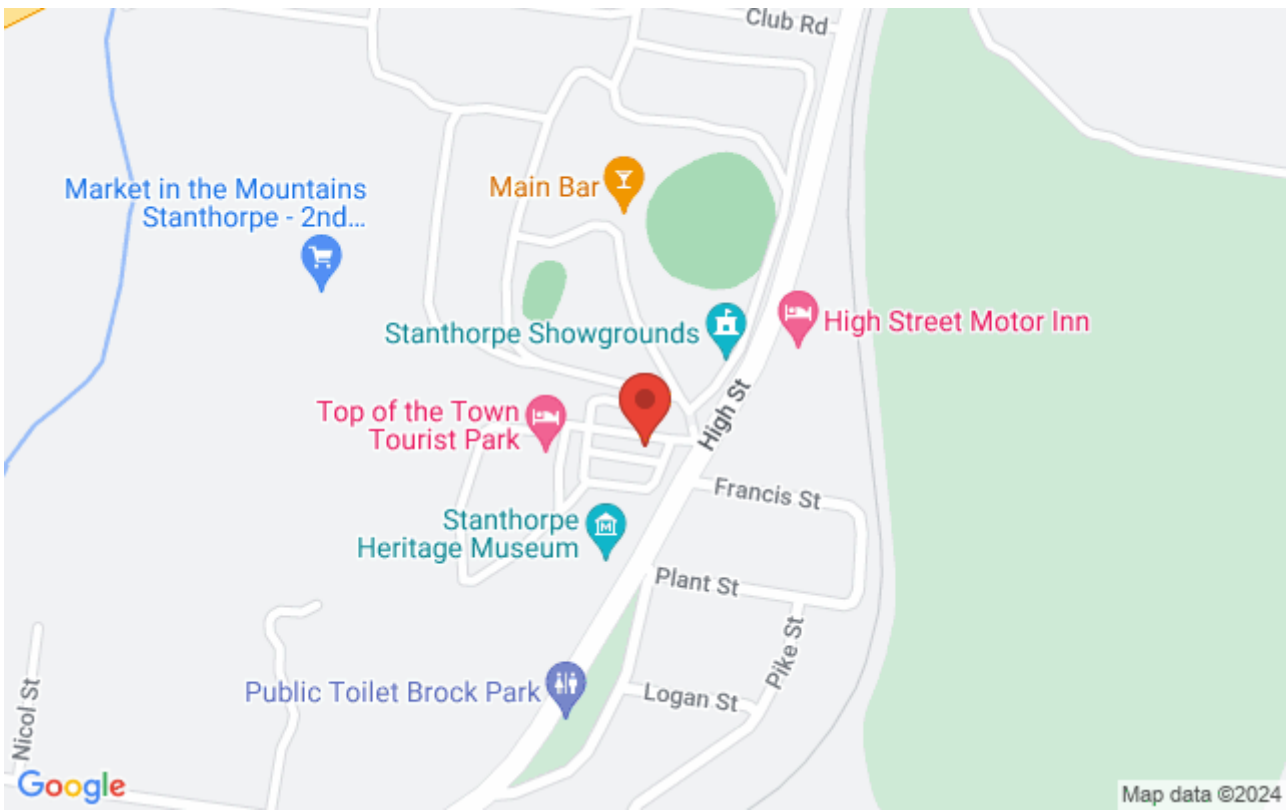 Club Rd
Main Bar
Market in the Mountains
Stanthorpe - 2nd...
Stanthorpe Showgrounds
High Street Motor Inn
High St
Top of the Town
Tourist Park
Francis St
Stanthorpe
Heritage Museum
M
Plant St
Pike St
Public Toilet Brock Park
Logan St
Nicol St
Google
Map data ©2024